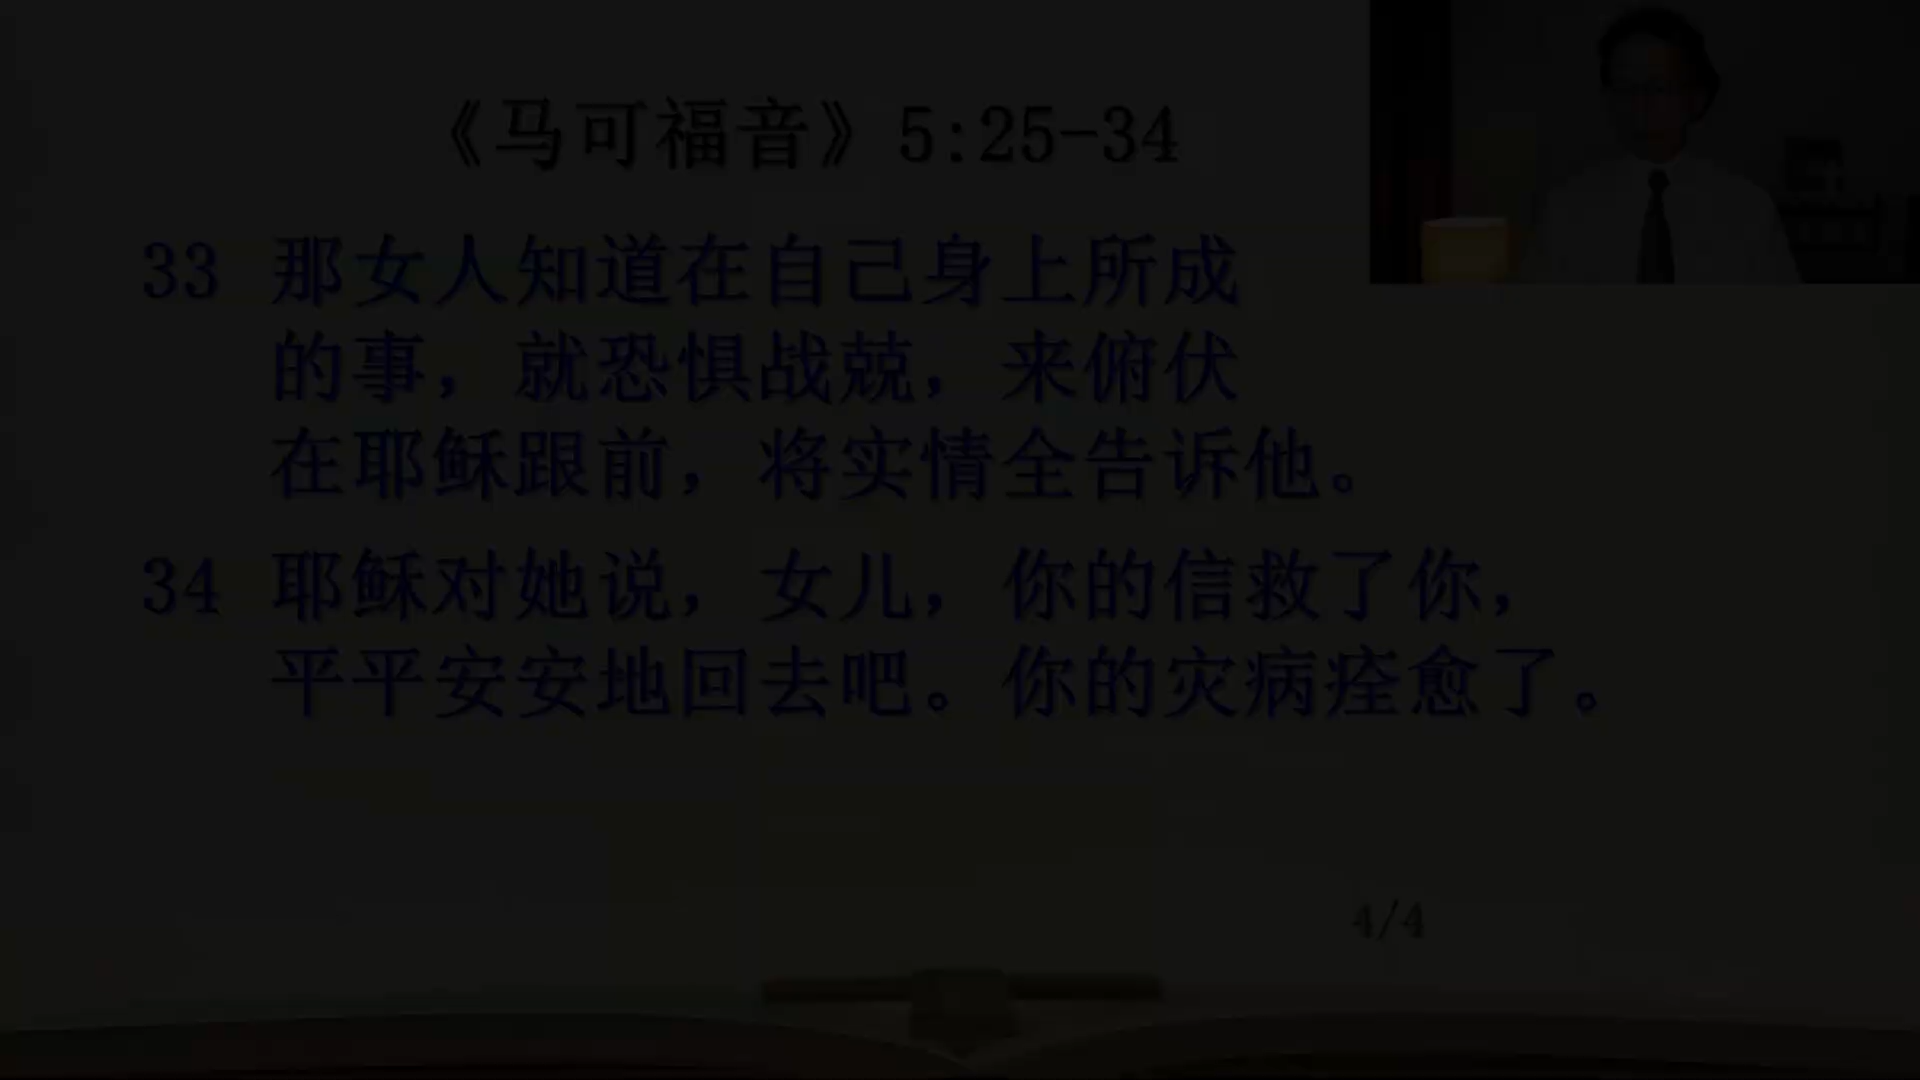 《马可福音》5:25-34
33 那女人知道在自己身上所成
的事，就恐惧战兢，来俯伏
在耶稣跟前，将实情全告诉他。
34 耶稣对她说，女儿，你的信救了你，
平平安安地回去吧。你的灾病痊愈了。
4/4